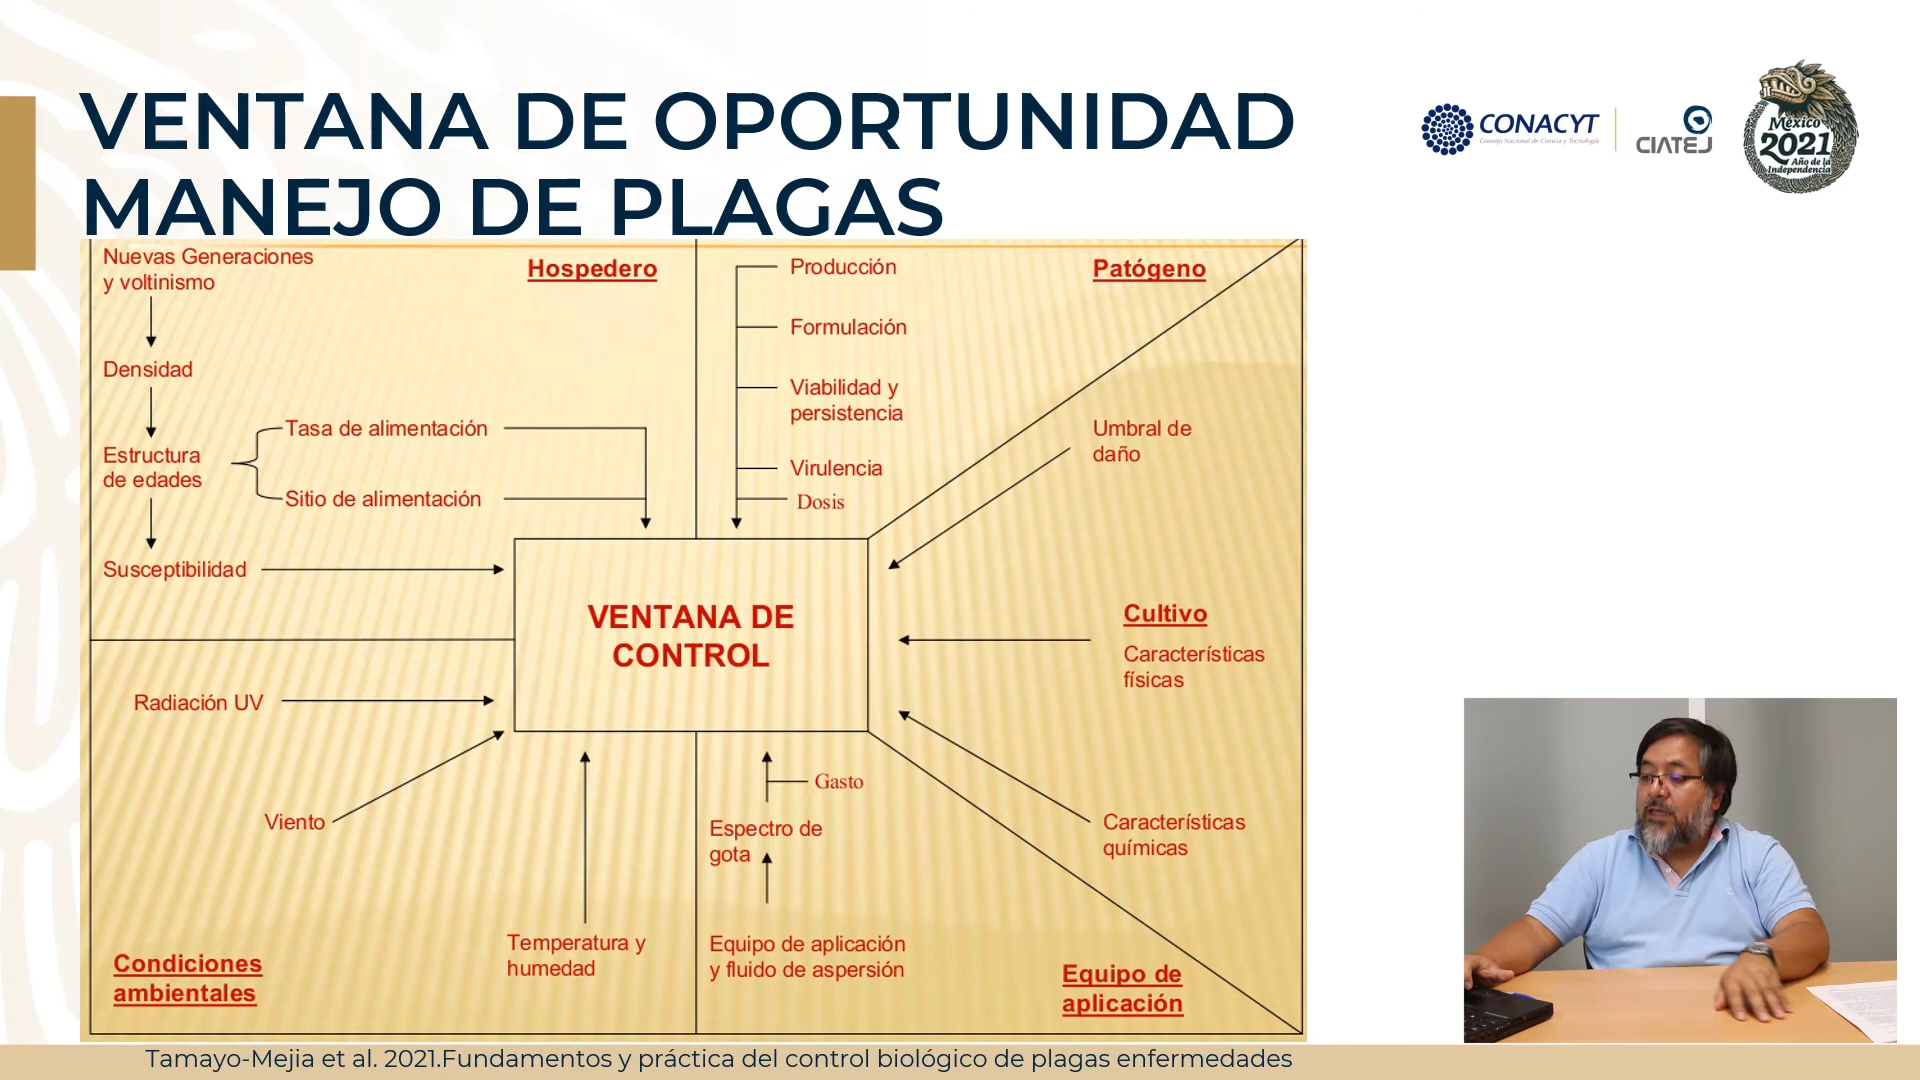 VENTANA DE OPORTUNIDAD
MANEJO DE PLAGAS
CONACYT
Consejo Nacional de Ciencia y Tecnología
CIATEJ
México
2021
Año de la
Independencia
Nuevas Generaciones
y voltinismo
Densidad
Estructura
de edades
Susceptibilidad
Hospedero
Tasa de alimentación
Sitio de alimentación
Producción
Formulación
Viabilidad y
persistencia
Virulencia
Dosis
Patógeno
Umbral de
daño
VENTANA DE
CONTROL
Cultivo
Características
físicas
Características
químicas
Radiación UV
Viento
Temperatura y
humedad
Condiciones
ambientales
Gasto
Espectro de
gota
Equipo de aplicación
y fluido de aspersión
Equipo de
aplicación
Tamayo-Mejia et al. 2021.Fundamentos y práctica del control biológico de plagas enfermedades